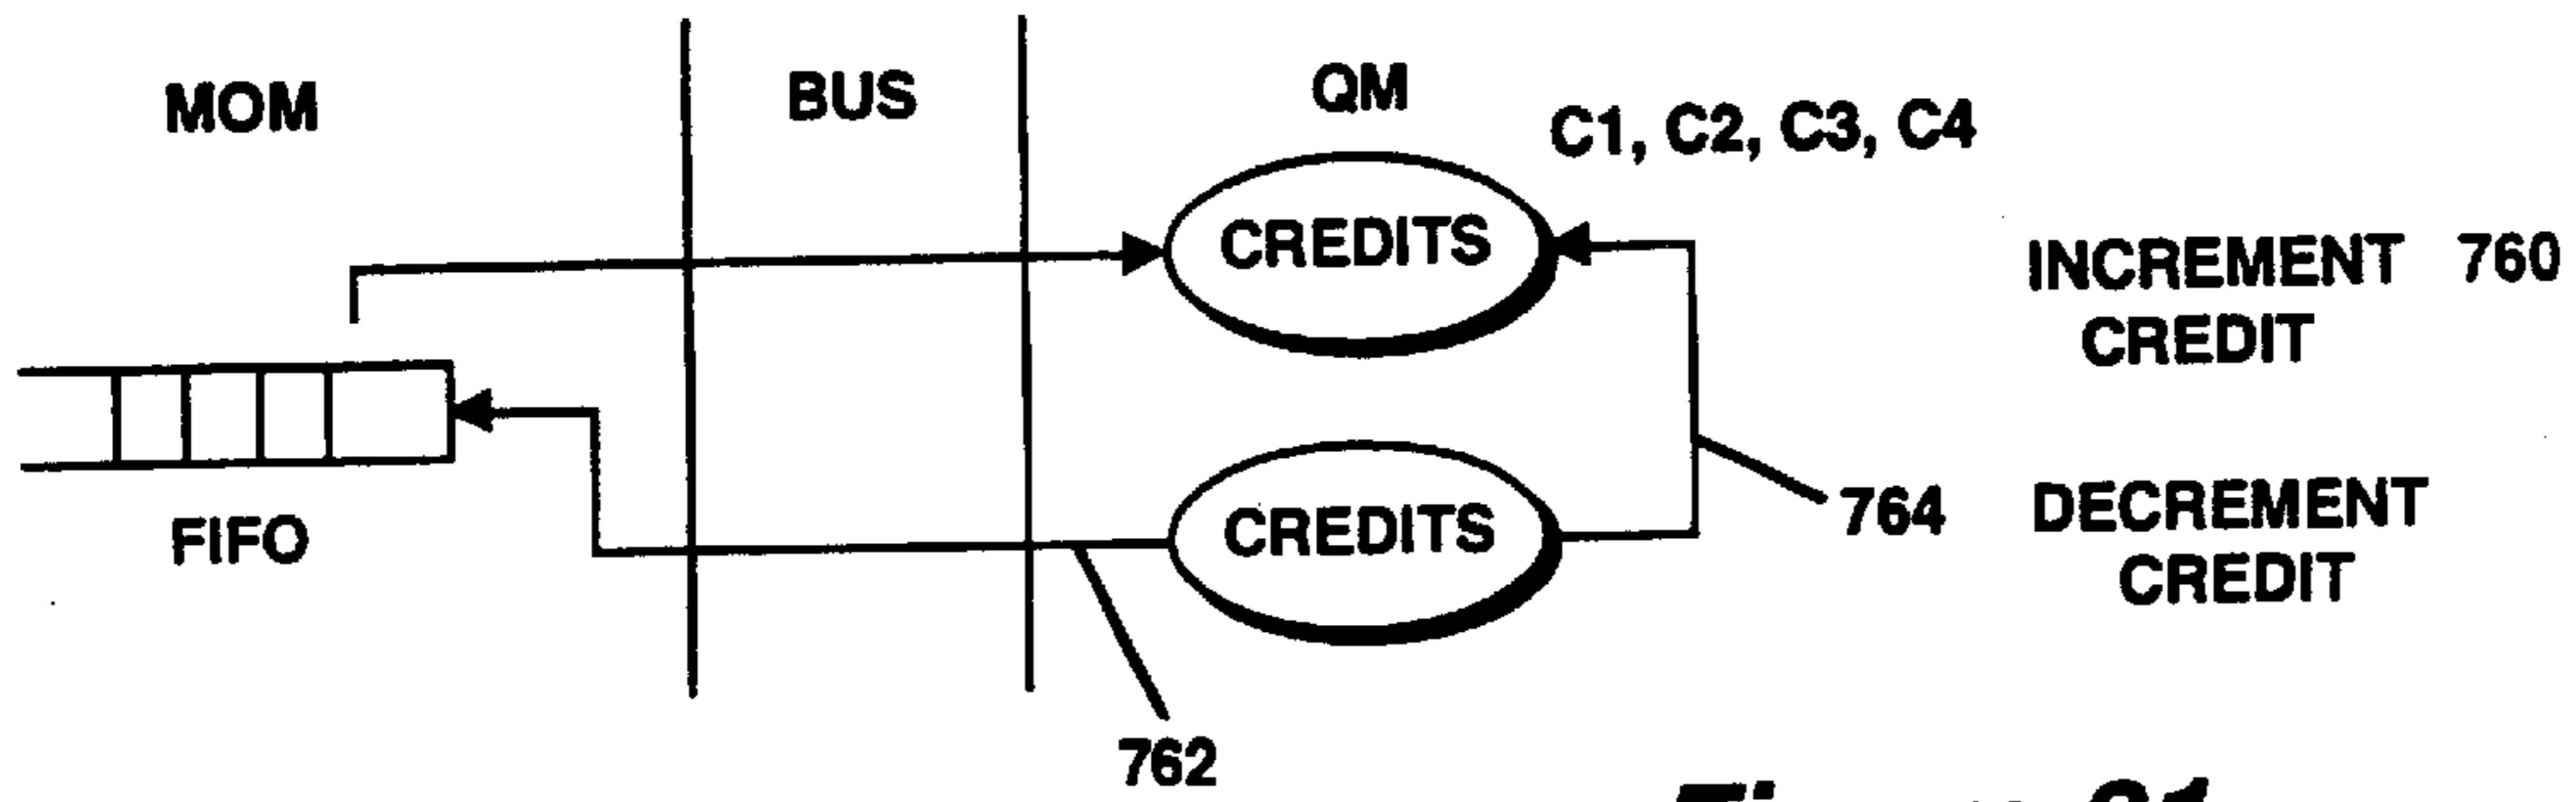 MOM
BUS
QM
C1, C2, C3, C4
CREDITS
INCREMENT 760
CREDIT
FIFO
CREDITS
764
DECREMENT
CREDIT
762